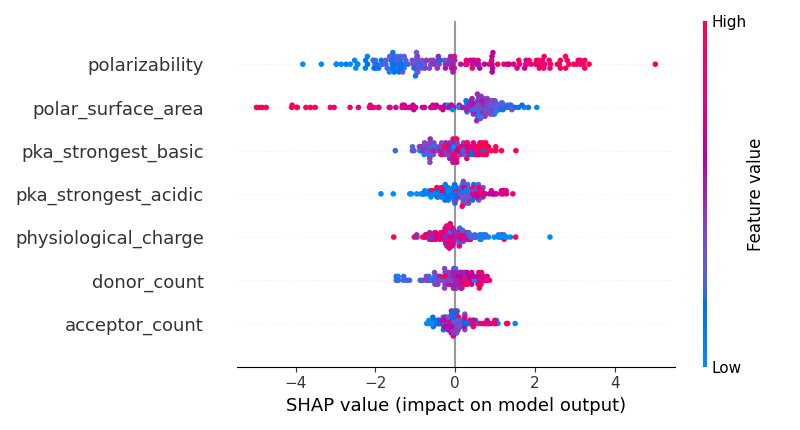 High
polarizability
polar_surface_area
pka_strongest_basic
pka_strongest_acidic
physiological_charge
donor_count
acceptor_count
Feature value
Low
−4 −2 0 2 4
SHAP value (impact on model output)